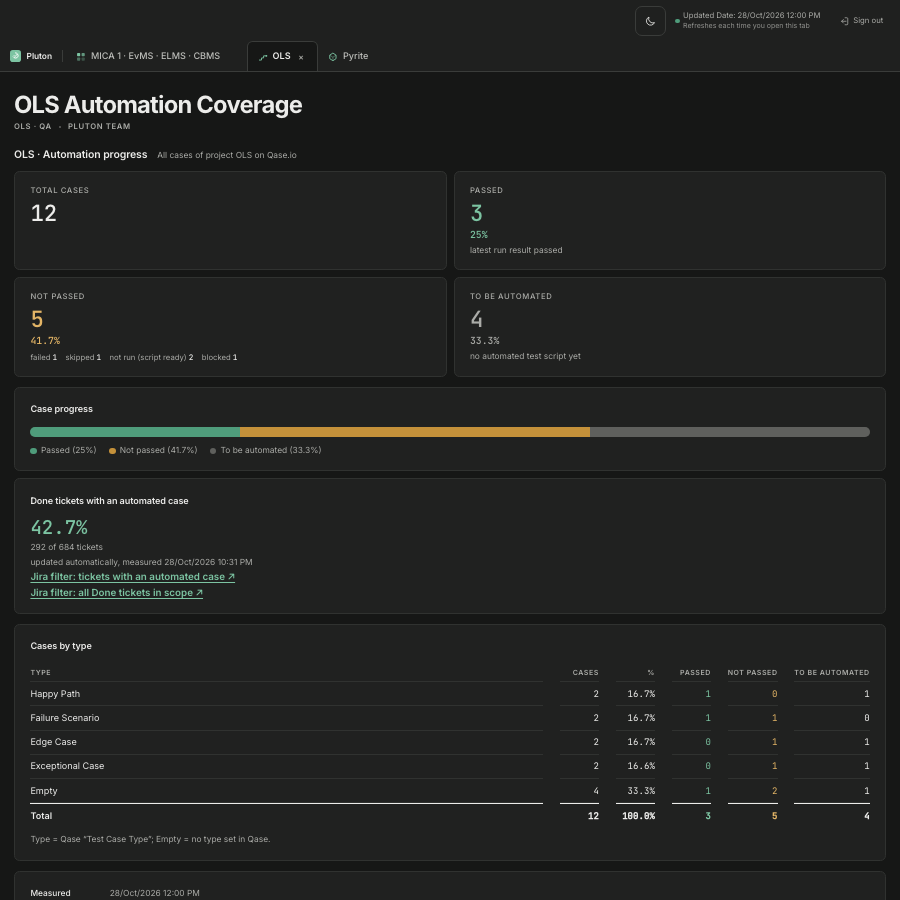 Updated Date: 28/Oct/2026 12:00 PM
Refreshes each time you open this tab
Sign out
Pluton
MICA 1 · EvMS · ELMS · CBMS
OLS ×
Pyrite
OLS Automation Coverage
OLS · QA · PLUTON TEAM
OLS · Automation progress All cases of project OLS on Qase.io
TOTAL CASES
12
PASSED
3
25%
latest run result passed
NOT PASSED
5
41.7%
failed 1 skipped 1 not run (script ready) 2 blocked 1
TO BE AUTOMATED
4
33.3%
no automated test script yet
Case progress
Passed (25%) Not passed (41.7%) To be automated (33.3%)
Done tickets with an automated case
42.7%
292 of 684 tickets
updated automatically, measured 28/Oct/2026 10:31 PM
Jira filter: tickets with an automated case ↗
Jira filter: all Done tickets in scope ↗
Cases by type
TYPE CASES % PASSED NOT PASSED TO BE AUTOMATED
Happy Path 2 16.7% 1 0 1
Failure Scenario 2 16.7% 1 1 0
Edge Case 2 16.7% 0 1 1
Exceptional Case 2 16.6% 0 1 1
Empty 4 33.3% 1 2 1
Total 12 100.0% 3 5 4
Type = Qase "Test Case Type"; Empty = no type set in Qase.
Measured 28/Oct/2026 12:00 PM